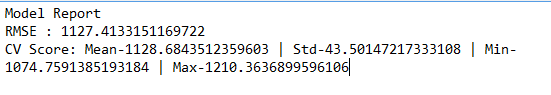 Model Report
RMSE : 1127.4133151169722
CV Score: Mean-1128.6843512359603 | Std-43.50147217333108 | Min-
1074.7591385193184 | Max-1210.3636899596106